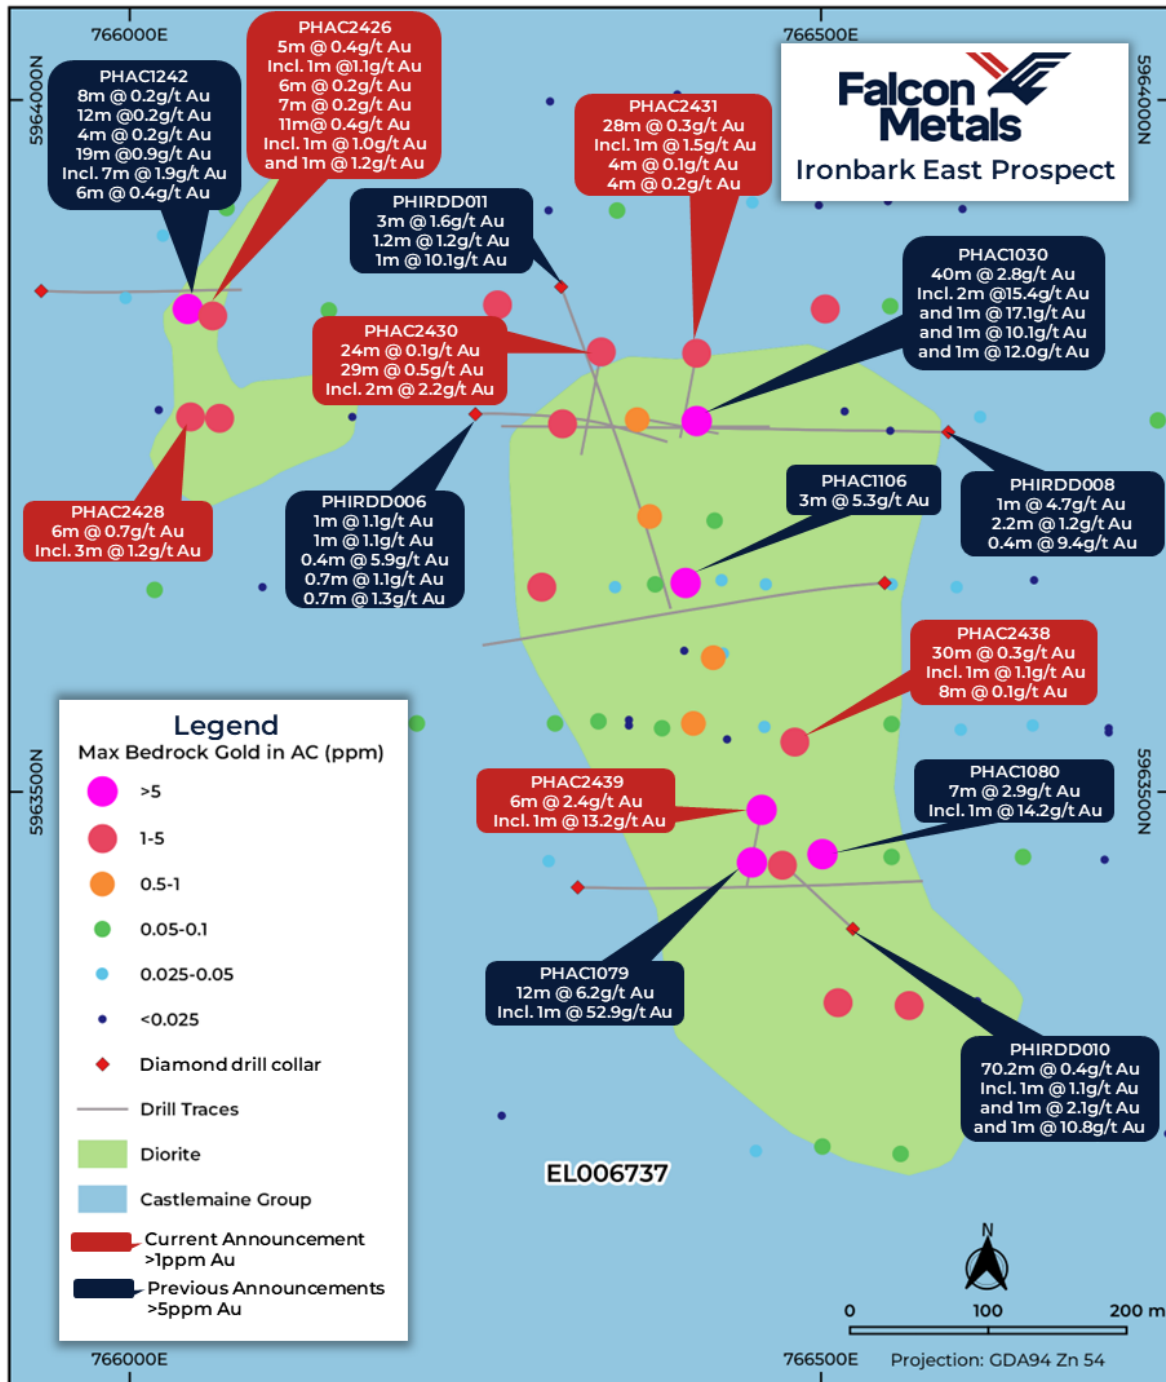 766000E
766500E
5964000N
5964000N
Falcon
Metals
Ironbark East Prospect
PHAC2426
5m @ 0.4g/t Au
Incl. 1m @1.1g/t Au
6m @ 0.2g/t Au
7m @ 0.2g/t Au
11m@ 0.4g/t Au
Incl. 1m @ 1.0g/t Au
and 1m @ 1.2g/t Au
PHAC1242
8m @ 0.2g/t Au
12m @0.2g/t Au
4m @ 0.2g/t Au
19m @0.9g/t Au
Incl. 7m @ 1.9g/t Au
6m @ 0.4g/t Au
PHAC2431
28m @ 0.3g/t Au
Incl. 1m @ 1.5g/t Au
4m @ 0.1g/t Au
4m @ 0.2g/t Au
PHIRDD011
3m @ 1.6g/t Au
1.2m @ 1.2g/t Au
1m @ 10.1g/t Au
PHAC1030
40m @ 2.8g/t Au
Incl. 2m @15.4g/t Au
and 1m @ 17.1g/t Au
and 1m @ 10.1g/t Au
and 1m @ 12.0g/t Au
PHAC2430
24m @ 0.1g/t Au
29m @ 0.5g/t Au
Incl. 2m @ 2.2g/t Au
PHAC1106
3m @ 5.3g/t Au
PHIRDD008
1m @ 4.7g/t Au
2.2m @ 1.2g/t Au
0.4m @ 9.4g/t Au
PHAC2428
6m @ 0.7g/t Au
Incl. 3m @ 1.2g/t Au
PHIRDD006
1m @ 1.1g/t Au
1m @ 1.1g/t Au
0.4m @ 5.9g/t Au
0.7m @ 1.1g/t Au
0.7m @ 1.3g/t Au
PHAC2438
30m @ 0.3g/t Au
Incl. 1m @ 1.1g/t Au
8m @ 0.1g/t Au
PHAC2439
6m @ 2.4g/t Au
Incl. 1m @ 13.2g/t Au
PHAC1080
7m @ 2.9g/t Au
Incl. 1m @ 14.2g/t Au
5963500N
5963500N
PHAC1079
12m @ 6.2g/t Au
Incl. 1m @ 52.9g/t Au
PHIRDD010
70.2m @ 0.4g/t Au
Incl. 1m @ 1.1g/t Au
and 1m @ 2.1g/t Au
and 1m @ 10.8g/t Au
Legend
Max Bedrock Gold in AC (ppm)
>5
1-5
0.5-1
0.05-0.1
0.025-0.05
<0.025
Diamond drill collar
Drill Traces
Diorite
Castlemaine Group
Current Announcement
>1ppm Au
Previous Announcements
>5ppm Au
EL006737
N
0 100 200 m
Projection: GDA94 Zn 54
766000E
766500E